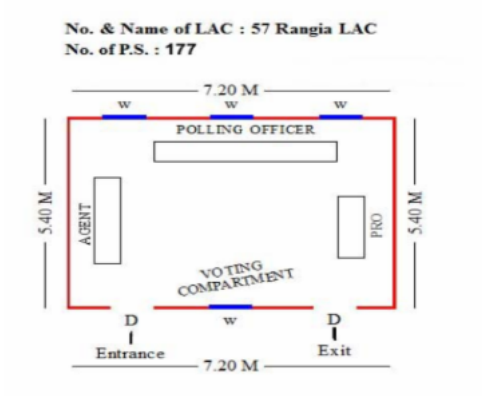 No. & Name of LAC : 57 Rangia LAC
No. of P.S. : 177
7.20 M
W W W
POLLING OFFICER
5.40 M
AGENT
PRO
5.40 M
VOTING
COMPARTMENT
D W D
Entrance Exit
7.20 M